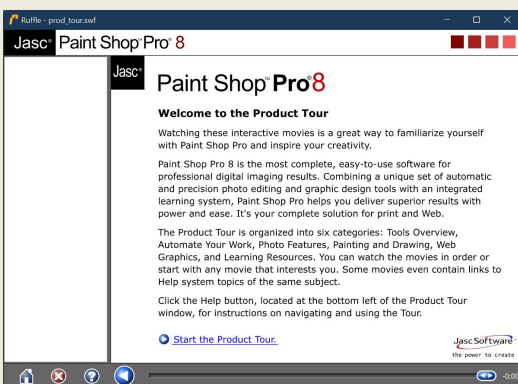 Ruffle - prod_tour.swf
Jasc® Paint Shop™ Pro® 8
Jasc®
Paint Shop™ Pro® 8
Welcome to the Product Tour
Watching these interactive movies is a great way to familiarize yourself
with Paint Shop Pro and inspire your creativity.
Paint Shop Pro 8 is the most complete, easy-to-use software for
professional digital imaging results. Combining a unique set of automatic
and precision photo editing and graphic design tools with an integrated
learning system, Paint Shop Pro helps you deliver superior results with
power and ease. It's your complete solution for print and Web.
The Product Tour is organized into six categories: Tools Overview,
Automate Your Work, Photo Features, Painting and Drawing, Web
Graphics, and Learning Resources. You can watch the movies in order or
start with any movie that interests you. Some movies even contain links to
Help system topics of the same subject.
Click the Help button, located at the bottom left of the Product Tour
window, for instructions on navigating and using the Tour.
Start the Product Tour.
Jasc Software®
the power to create
-0:00